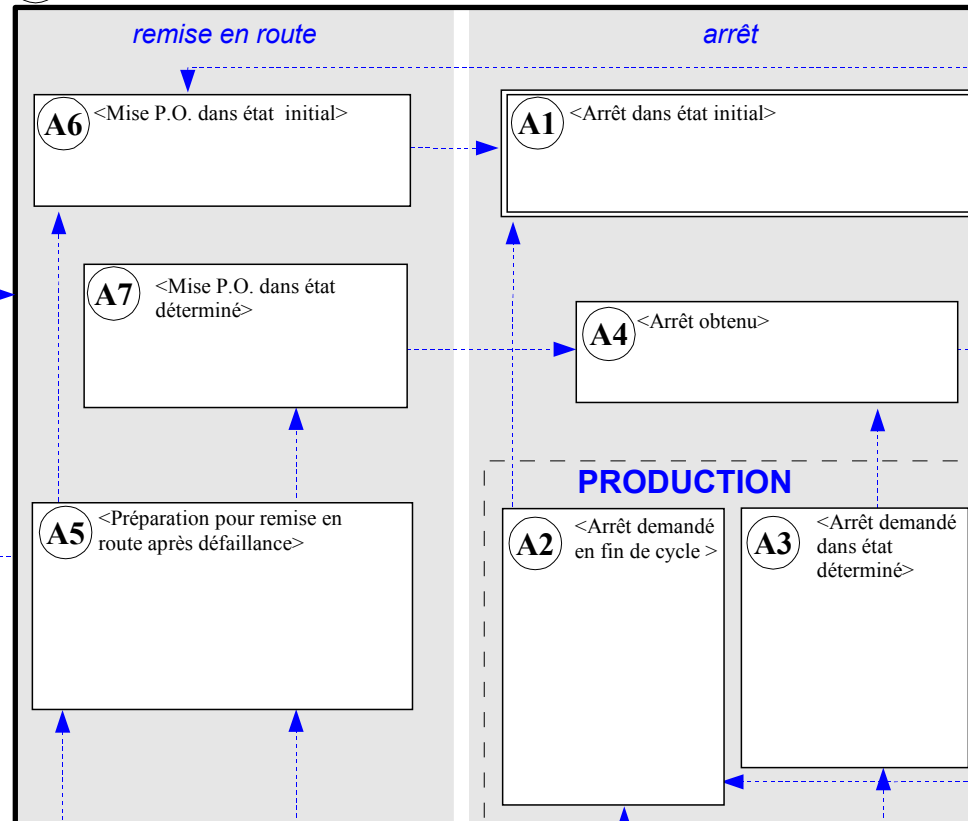 remise en route
arrêt
A6
<Mise P.O. dans état  initial>
A1
<Arrêt dans état initial>
A7
<Mise P.O. dans état
déterminé>
A4
<Arrêt obtenu>
PRODUCTION
A5
<Préparation pour remise en
route après défaillance>
A2
<Arrêt demandé
en fin de cycle >
A3
<Arrêt demandé
dans état
déterminé>